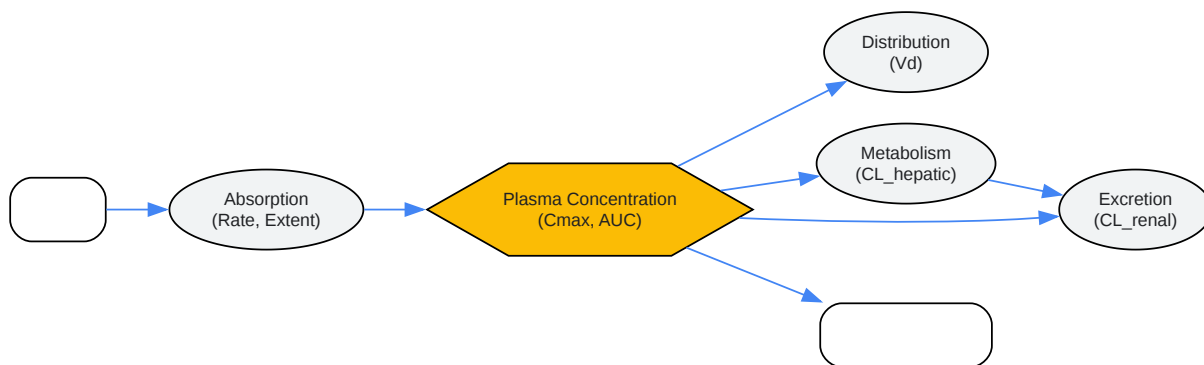 Distribution
(Vd)
Metabolism
(CL_hepatic)
Absorption
(Rate, Extent)
Plasma Concentration
(Cmax, AUC)
Excretion
(CL_renal)